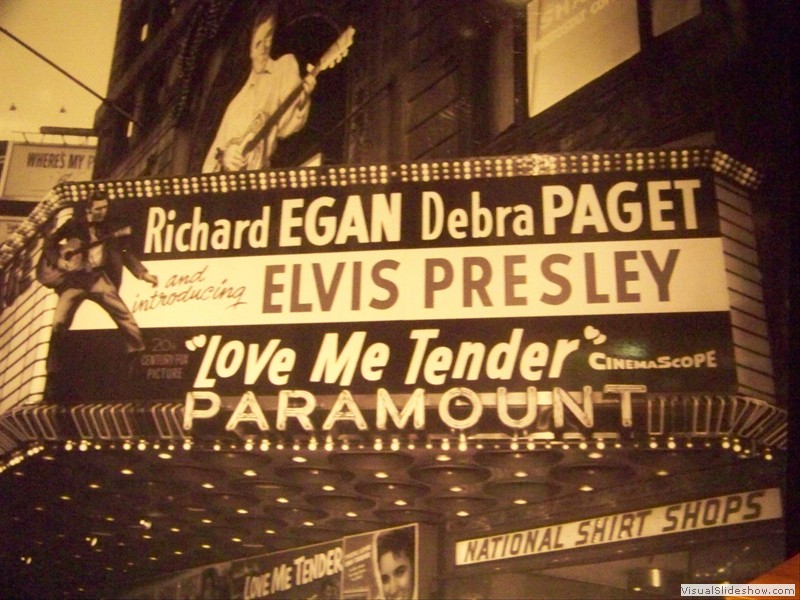 WHERE'S MY P
Richard EGAN Debra PAGET
and introducing ELVIS PRESLEY
20th CENTURY-FOX PICTURE
"Love Me Tender" CINEMASCOPE
PARAMOUNT
NATIONAL SHIRT SHOPS
LOVE ME TENDER
VisualSlideshow.com